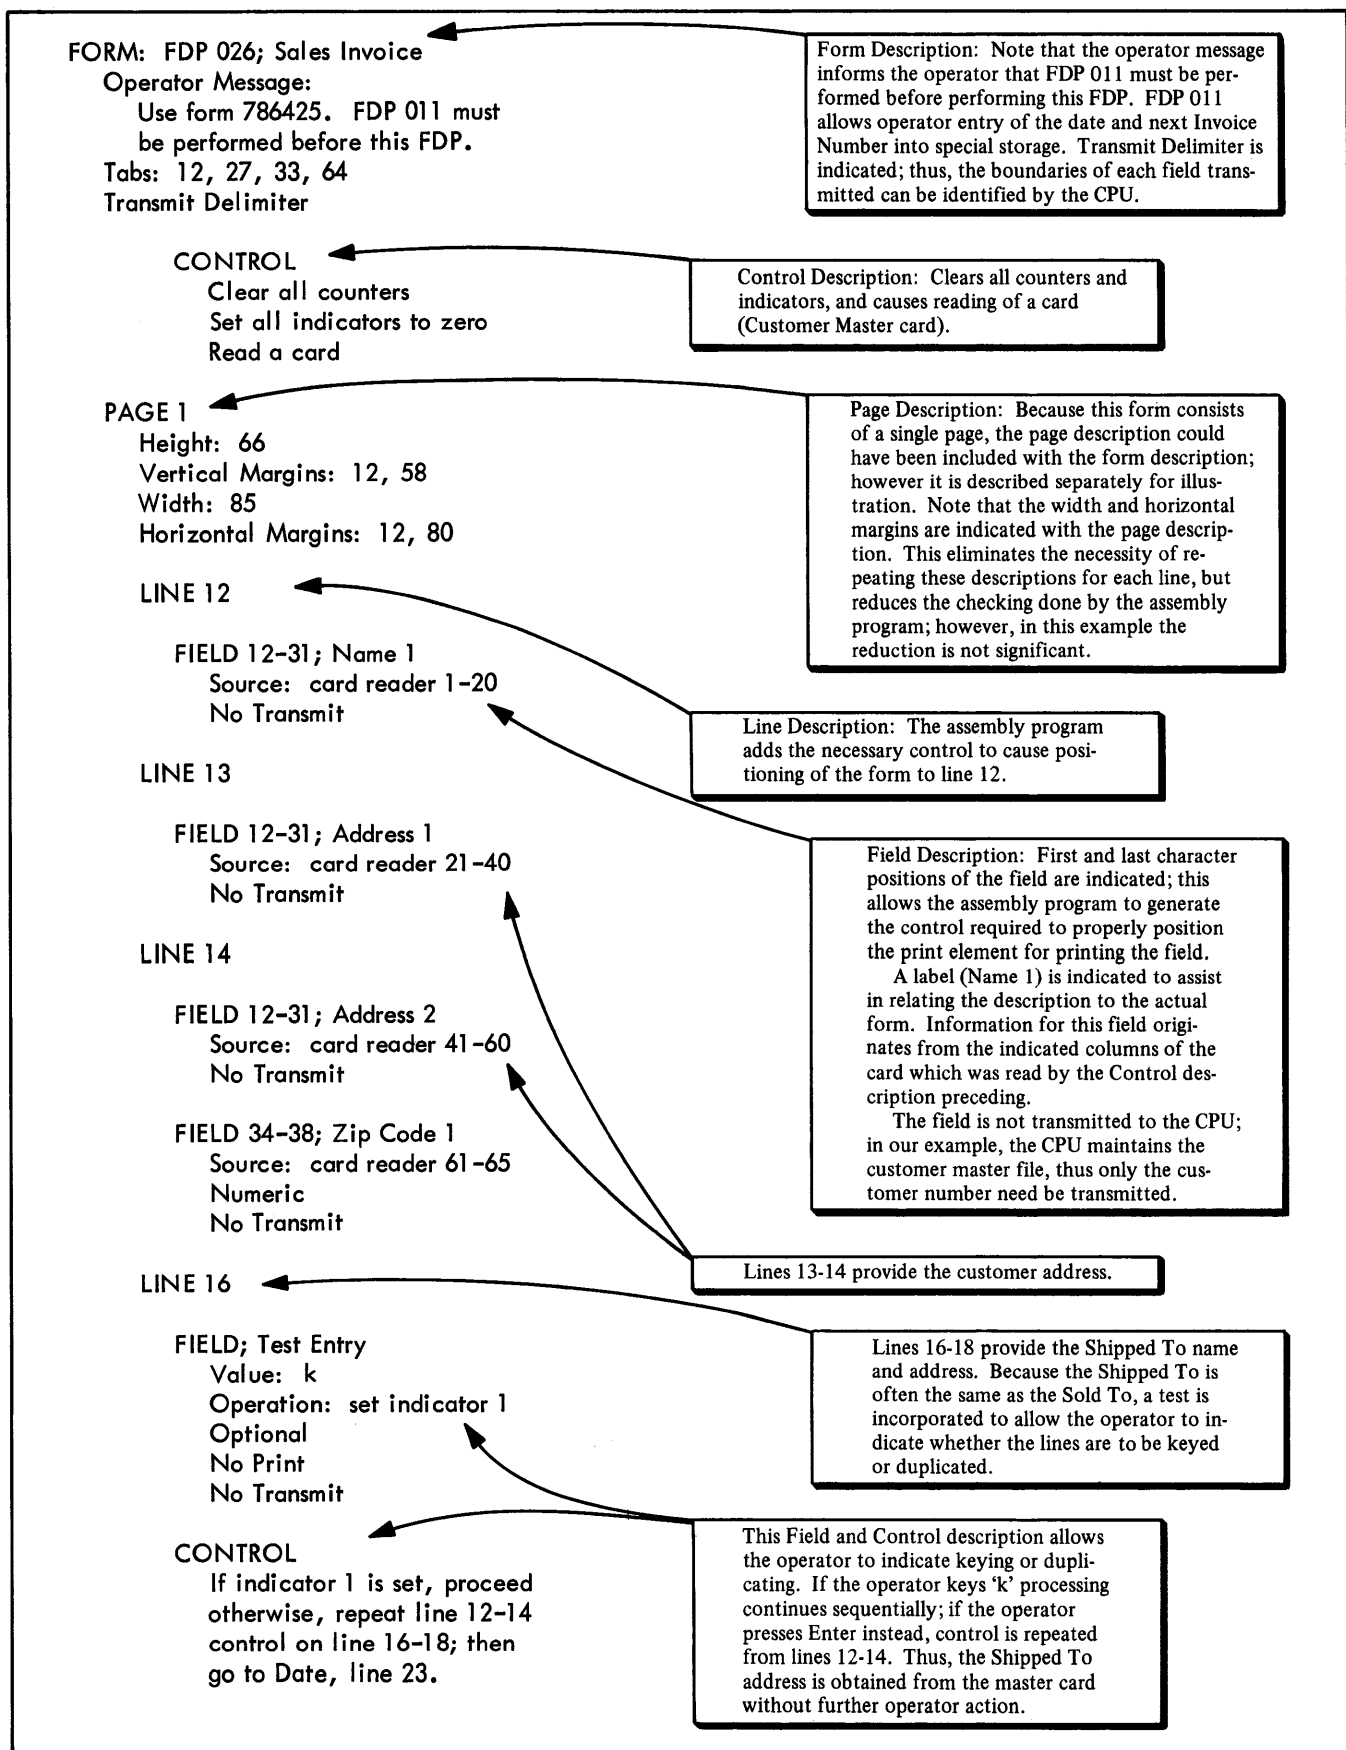 FORM: FDP 026; Sales Invoice
Operator Message:
Use form 786425. FDP 011 must
be performed before this FDP.
Tabs: 12, 27, 33, 64
Transmit Delimiter
Form Description: Note that the operator message
informs the operator that FDP 011 must be per-
formed before performing this FDP. FDP 011
allows operator entry of the date and next Invoice
Number into special storage. Transmit Delimiter is
indicated; thus, the boundaries of each field trans-
mitted can be identified by the CPU.
CONTROL
Clear all counters
Set all indicators to zero
Read a card
Control Description: Clears all counters and
indicators, and causes reading of a card
(Customer Master card).
PAGE 1
Height: 66
Vertical Margins: 12, 58
Width: 85
Horizontal Margins: 12, 80
Page Description: Because this form consists
of a single page, the page description could
have been included with the form description;
however it is described separately for illus-
tration. Note that the width and horizontal
margins are indicated with the page descrip-
tion. This eliminates the necessity of re-
peating these descriptions for each line, but
reduces the checking done by the assembly
program; however, in this example the
reduction is not significant.
LINE 12
FIELD 12-31; Name 1
Source: card reader 1-20
No Transmit
Line Description: The assembly program
adds the necessary control to cause posi-
tioning of the form to line 12.
LINE 13
FIELD 12-31; Address 1
Source: card reader 21-40
No Transmit
LINE 14
FIELD 12-31; Address 2
Source: card reader 41-60
No Transmit
FIELD 34-38; Zip Code 1
Source: card reader 61-65
Numeric
No Transmit
Field Description: First and last character
positions of the field are indicated; this
allows the assembly program to generate
the control required to properly position
the print element for printing the field.
A label (Name 1) is indicated to assist
in relating the description to the actual
form. Information for this field origi-
nates from the indicated columns of the
card which was read by the Control des-
cription preceding.
The field is not transmitted to the CPU;
in our example, the CPU maintains the
customer master file, thus only the cus-
tomer number need be transmitted.
Lines 13-14 provide the customer address.
LINE 16
FIELD; Test Entry
Value: k
Operation: set indicator 1
Optional
No Print
No Transmit
Lines 16-18 provide the Shipped To name
and address. Because the Shipped To is
often the same as the Sold To, a test is
incorporated to allow the operator to in-
dicate whether the lines are to be keyed
or duplicated.
CONTROL
If indicator 1 is set, proceed
otherwise, repeat line 12-14
control on line 16-18; then
go to Date, line 23.
This Field and Control description allows
the operator to indicate keying or dupli-
cating. If the operator keys 'k' processing
continues sequentially; if the operator
presses Enter instead, control is repeated
from lines 12-14. Thus, the Shipped To
address is obtained from the master card
without further operator action.